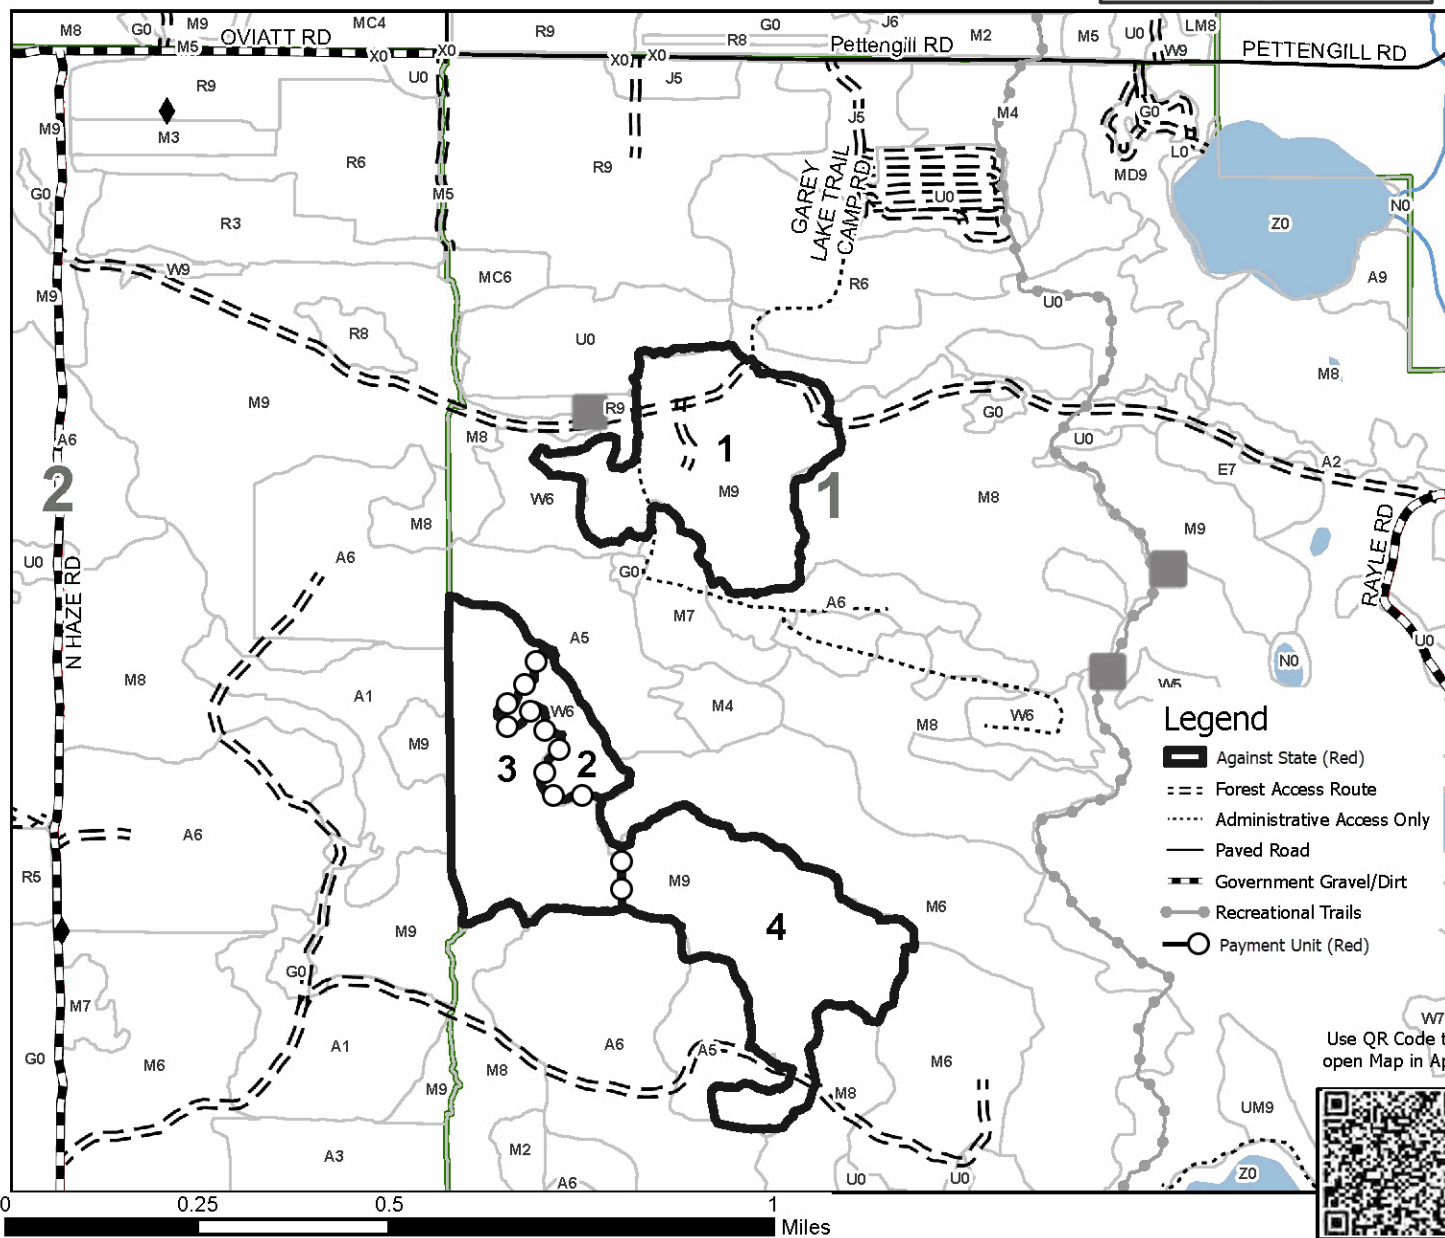 M8
G0
M9
MC4
R9
G0
J6
M2
M5
U0
LM8
OVIATT RD
M5
X0
X0
X0
X0
R8
Pettengill RD
W9
PETTENGILL RD
R9
U0
J5
M3
M9
R6
R9
J5
M4
G0
L0
MD9
G0
M5
GAREY
LAKE TRAIL
CAMP RD
U0
N0
R3
Z0
W9
MC6
R6
A9
M9
U0
R8
U0
M8
M9
R9
G0
A6
M8
1
U0
A2
E7
2
W6
M9
1
M8
M8
M9
RAYLE RD
U0
A6
G0
N HAZE RD
M7
A6
A5
U0
N0
M8
A1
W6
M4
M8
W6
W5
M9
3
2
A6
R5
M9
M6
M9
4
G0
M7
A1
A6
A5
M6
G0
M6
M8
M9
M8
W7
UM9
A3
M2
A6
U0
U0
Z0
Legend
Against State (Red)
Forest Access Route
Administrative Access Only
Paved Road
Government Gravel/Dirt
Recreational Trails
Payment Unit (Red)
Use QR Code t
open Map in Ap
0
0.25
0.5
1
Miles